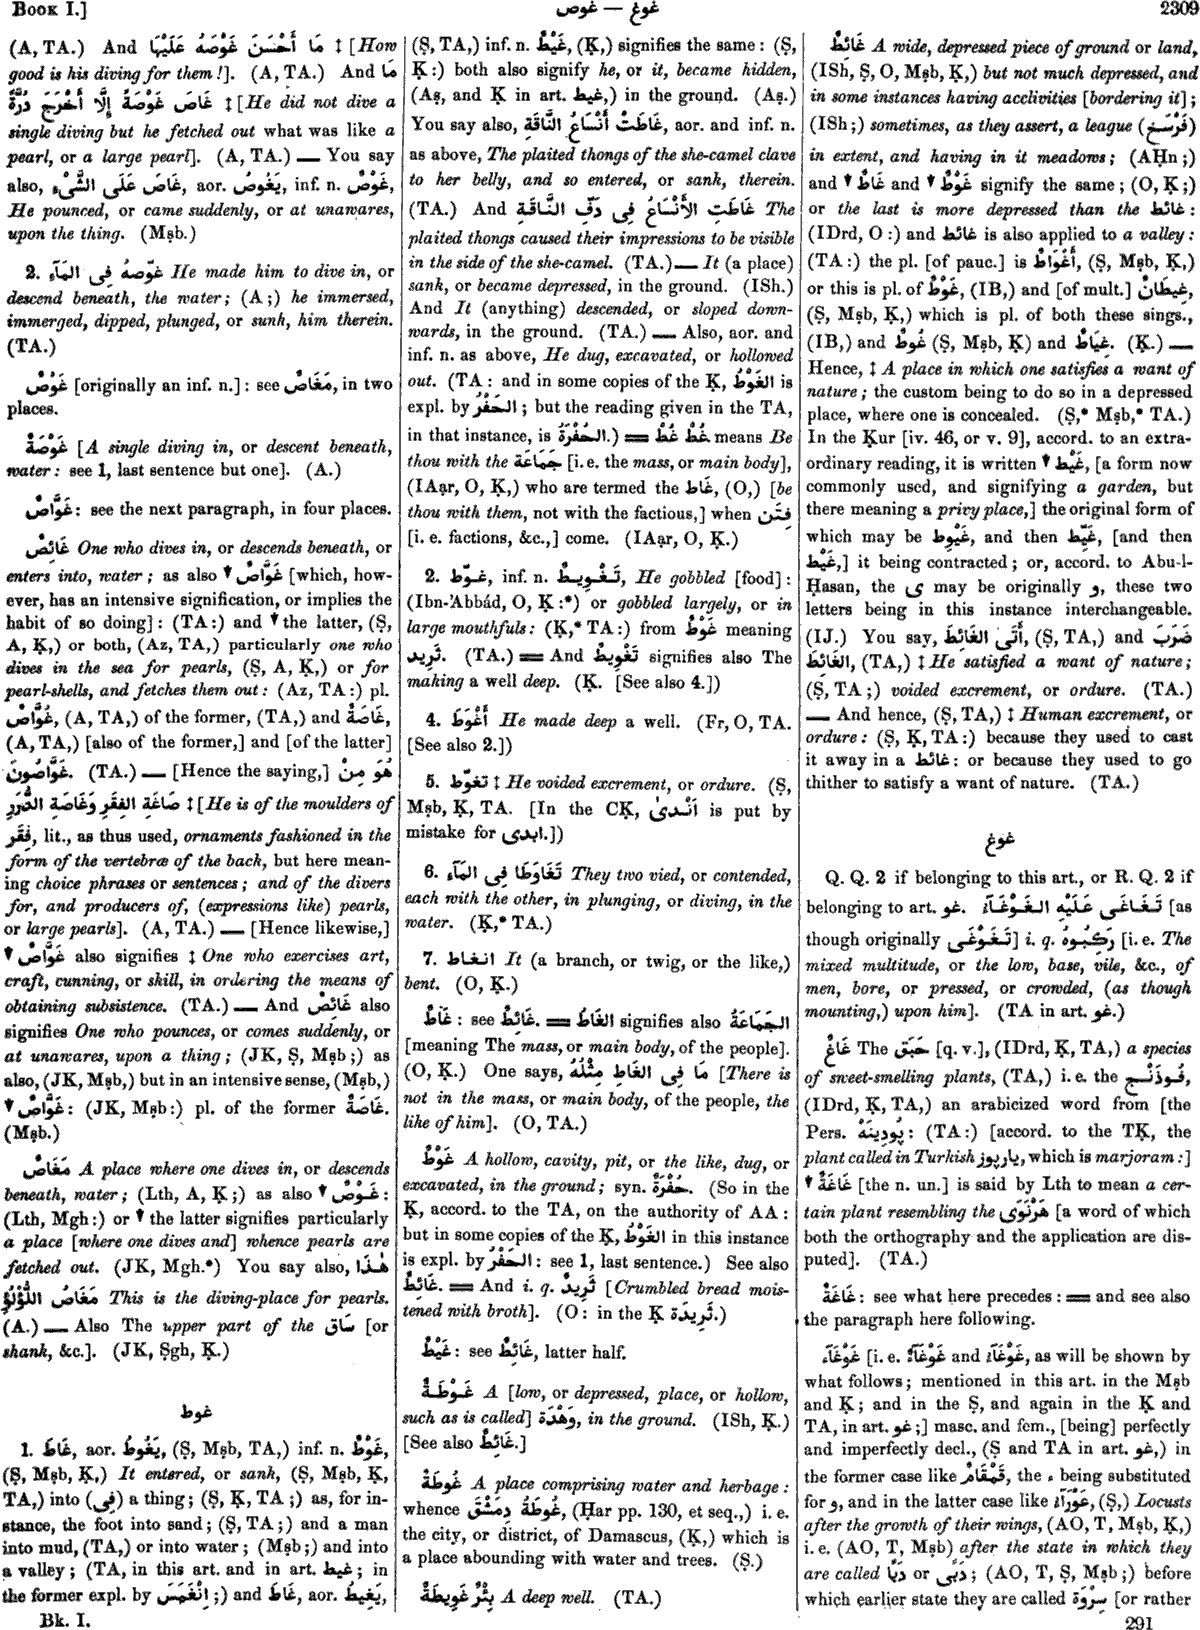 Book I.]
غوص — غوغ
2309
(A, TA.) And مَا أَحْسَنَ غَوْصَهُ عَلَيْهَا ‡ [How
good is his diving for them!]. (A, TA.) And مَا
غَاصَ غَوْصَةً إِلَّا أَخْرَجَ دُرَّةً ‡ [He did not dive a
single diving but he fetched out what was like a
pearl, or a large pearl]. (A, TA.) — You say
also, غَاصَ عَلَى الشَّىْءِ, aor. يَغُوصُ, inf. n. غَوْصٌ,
He pounced, or came suddenly, or at unawares,
upon the thing. (Mṣb.)
2. غوّصهُ فِى المَآءِ He made him to dive in, or
descend beneath, the water; (A;) he immersed,
immerged, dipped, plunged, or sunk, him therein.
(TA.)
غَوْصٌ [originally an inf. n.]: see مَغَاصٌ, in two
places.
غَوْصَةٌ [A single diving in, or descent beneath,
water: see 1, last sentence but one]. (A.)
غَوَّاصٌ: see the next paragraph, in four places.
غَائِصٌ One who dives in, or descends beneath, or
enters into, water; as also ▼ غَوَّاصٌ [which, how-
ever, has an intensive signification, or implies the
habit of so doing]: (TA:) and ▼ the latter, (Ṣ,
A, Ḳ,) or both, (Az, TA,) particularly one who
dives in the sea for pearls, (Ṣ, A, Ḳ,) or for
pearl-shells, and fetches them out: (Az, TA:) pl.
غُوَّاصٌ, (A, TA,) of the former, (TA,) and غَاصَةٌ,
(A, TA,) [also of the former,] and [of the latter]
غَوَّاصُونَ. (TA.) — [Hence the saying,] هُوَ مِنْ
صَاغَةِ الفِقَرِ وَغَاصَةِ الدُّرَرِ ‡ [He is of the moulders of
فِقَر, lit., as thus used, ornaments fashioned in the
form of the vertebræ of the back, but here mean-
ing choice phrases or sentences; and of the divers
for, and producers of, (expressions like) pearls,
or large pearls]. (A, TA.) — [Hence likewise,]
▼ غَوَّاصٌ also signifies ‡ One who exercises art,
craft, cunning, or skill, in ordering the means of
obtaining subsistence. (TA.) — And غَائِصٌ also
signifies One who pounces, or comes suddenly, or
at unawares, upon a thing; (JK, Ṣ, Mṣb;) as
also, (JK, Mṣb,) but in an intensive sense, (Mṣb,)
▼ غَوَّاصٌ: (JK, Mṣb:) pl. of the former غَاصَةٌ.
(Mṣb.)
مَغَاصٌ A place where one dives in, or descends
beneath, water; (Lth, A, Ḳ;) as also ▼ غَوْصٌ:
(Lth, Mgh:) or ▼ the latter signifies particularly
a place [where one dives and] whence pearls are
fetched out. (JK, Mgh.*) You say also, هٰذَا
مَغَاصُ اللُّؤْلُؤِ This is the diving-place for pearls.
(A.) — Also The upper part of the سَاق [or
shank, &c.]. (JK, Ṣgh, Ḳ.)
غوط
1. غَاطَ, aor. يَغُوطُ, (Ṣ, Mṣb, TA,) inf. n. غَوْطٌ,
(Ṣ, Mṣb, Ḳ,) It entered, or sank, (Ṣ, Mṣb, Ḳ,
TA,) into (فِى) a thing; (Ṣ, Ḳ, TA;) as, for in-
stance, the foot into sand; (Ṣ, TA;) and a man
into mud, (TA,) or into water; (Mṣb;) and into
a valley; (TA, in this art. and in art. غيط; in
the former expl. by اِنْغَمَسَ;) and غَاطَ, aor. يَغِيطُ,
Bk. I.
(Ṣ, TA,) inf. n. غَيْطٌ, (Ḳ,) signifies the same: (Ṣ,
Ḳ:) both also signify he, or it, became hidden,
(Aṣ, and Ḳ in art. غيط,) in the ground. (Aṣ.)
You say also, غَاطَتْ أَنْسَاعُ النَّاقَةِ, aor. and inf. n.
as above, The plaited thongs of the she-camel clave
to her belly, and so entered, or sank, therein.
(TA.) And غَاطَتِ الأَنْسَاعُ فِى دَفِّ النَّاقَةِ The
plaited thongs caused their impressions to be visible
in the side of the she-camel. (TA.) — It (a place)
sank, or became depressed, in the ground. (ISh.)
And It (anything) descended, or sloped down-
wards, in the ground. (TA.) — Also, aor. and
inf. n. as above, He dug, excavated, or hollowed
out. (TA: and in some copies of the Ḳ, الغَوْطُ is
expl. by الحَفْرُ; but the reading given in the TA,
in that instance, is الحُفْرَةُ.) = غُطْ غُطْ means Be
thou with the جَمَاعَة [i. e. the mass, or main body],
(IAạr, O, Ḳ,) who are termed the غَاط, (O,) [be
thou with them, not with the factious,] when فِتَن
[i. e. factions, &c.,] come. (IAạr, O, Ḳ.)
2. غوّط, inf. n. تَغْوِيطٌ, He gobbled [food]:
(Ibn-'Abbád, O, Ḳ:*) or gobbled largely, or in
large mouthfuls: (Ḳ,* TA:) from غَوْطٌ meaning
ثَرِيد. (TA.) = And تَغْوِيطٌ signifies also The
making a well deep. (Ḳ. [See also 4.])
4. أَغْوَطَ He made deep a well. (Fr, O, TA.
[See also 2.])
5. تغوّط ‡ He voided excrement, or ordure. (Ṣ,
Mṣb, Ḳ, TA. [In the CḲ, أَنْدىٰ is put by
mistake for ابدى.])
6. تَغَاوَطَا فِى المَآءِ They two vied, or contended,
each with the other, in plunging, or diving, in the
water. (Ḳ,* TA.)
7. انغاط It (a branch, or twig, or the like,)
bent. (O, Ḳ.)
غَاطٌ: see غَائِطٌ. = الغَاطُ signifies also الجَمَاعَةُ
[meaning The mass, or main body, of the people].
(O, Ḳ.) One says, مَا فِى الغَاطِ مِثْلُهُ [There is
not in the mass, or main body, of the people, the
like of him]. (O, TA.)
غَوْطٌ A hollow, cavity, pit, or the like, dug, or
excavated, in the ground; syn. حُفْرَةٌ. (So in the
Ḳ, accord. to the TA, on the authority of AA:
but in some copies of the Ḳ, الغَوْطُ in this instance
is expl. by الحَفْرُ: see 1, last sentence.) See also
غَائِطٌ. = And i. q. ثَرِيدٌ [Crumbled bread mois-
tened with broth]. (O: in the Ḳ ثَرِيدَة.)
غَيْطٌ: see غَائِطٌ, latter half.
غَوْطَةٌ A [low, or depressed, place, or hollow,
such as is called] وَهْدَة, in the ground. (ISh, Ḳ.)
[See also غَائِطٌ.]
غُوطَةٌ A place comprising water and herbage:
whence غُوطَةُ دِمَشْقَ, (Ḥar pp. 130, et seq.,) i. e.
the city, or district, of Damascus, (Ḳ,) which is
a place abounding with water and trees. (Ṣ.)
بِئْرٌ غَوِيطَةٌ A deep well. (TA.)
غَائِطٌ A wide, depressed piece of ground or land,
(ISh, Ṣ, O, Mṣb, Ḳ,) but not much depressed, and
in some instances having acclivities [bordering it];
(ISh;) sometimes, as they assert, a league (فَرْسَخ)
in extent, and having in it meadows; (AḤn;)
and ▼ غَاطٌ and ▼ غَوْطٌ signify the same; (O, Ḳ;)
or the last is more depressed than the غائط:
(IDrd, O:) and غائط is also applied to a valley:
(TA:) the pl. [of pauc.] is أَغْوَاطٌ, (Ṣ, Mṣb, Ḳ,)
or this is pl. of غَوْطٌ, (IB,) and [of mult.] غِيطَانٌ,
(Ṣ, Mṣb, Ḳ,) which is pl. of both these sings.,
(IB,) and غُوطٌ (Ṣ, Mṣb, Ḳ) and غِيَاطٌ. (Ḳ.) —
Hence, ‡ A place in which one satisfies a want of
nature; the custom being to do so in a depressed
place, where one is concealed. (Ṣ,* Mṣb,* TA.)
In the Ḳur [iv. 46, or v. 9], accord. to an extra-
ordinary reading, it is written ▼ غَيْط, [a form now
commonly used, and signifying a garden, but
there meaning a privy place,] the original form of
which may be غَيْوِط, and then غَيِّط, [and then
غَيْط,] it being contracted; or, accord. to Abu-l-
Ḥasan, the ى may be originally و, these two
letters being in this instance interchangeable.
(IJ.) You say, أَتَى الغَائِطَ, (Ṣ, TA,) and ضَرَبَ
الغَائِطَ, (TA,) ‡ He satisfied a want of nature;
(Ṣ, TA;) voided excrement, or ordure. (TA.)
— And hence, (Ṣ, TA,) ‡ Human excrement, or
ordure: (Ṣ, Ḳ, TA:) because they used to cast
it away in a غائط: or because they used to go
thither to satisfy a want of nature. (TA.)
غوغ
Q. Q. 2 if belonging to this art., or R. Q. 2 if
belonging to art. غو. تَغَاغَى عَلَيْهِ الغَوْغَآءُ [as
though originally تَغَوْغَى] i. q. رَكِبُوهُ [i. e. The
mixed multitude, or the low, base, vile, &c., of
men, bore, or pressed, or crowded, (as though
mounting,) upon him]. (TA in art. غو.)
غَاغٌ The حَبَق [q. v.], (IDrd, Ḳ, TA,) a species
of sweet-smelling plants, (TA,) i. e. the فُوذَنْج,
(IDrd, Ḳ, TA,) an arabicized word from [the
Pers. پُودِينَهْ: (TA:) [accord. to the TḲ, the
plant called in Turkish يارپوز, which is marjoram:]
▼ غَاغَةٌ [the n. un.] is said by Lth to mean a cer-
tain plant resembling the هَرْنَوَى [a word of which
both the orthography and the application are dis-
puted]. (TA.)
غَاغَةٌ: see what here precedes: = and see also
the paragraph here following.
غَوْغَآء [i. e. غَوْغَآءٌ and غَوْغَآءُ, as will be shown by
what follows; mentioned in this art. in the Mṣb
and Ḳ; and in the Ṣ, and again in the Ḳ and
TA, in art. غو;] masc. and fem., [being] perfectly
and imperfectly decl., (Ṣ and TA in art. غو,) in
the former case like قَمْقَامٌ, the ء being substituted
for و, and in the latter case like عَوْرَآءُ, (Ṣ,) Locusts
after the growth of their wings, (AO, T, Mṣb, Ḳ,)
i. e. (AO, T, Mṣb) after the state in which they
are called دَبًا or دَبًى; (AO, T, Ṣ, Mṣb;) before
which earlier state they are called سِرْوَة [or rather
291